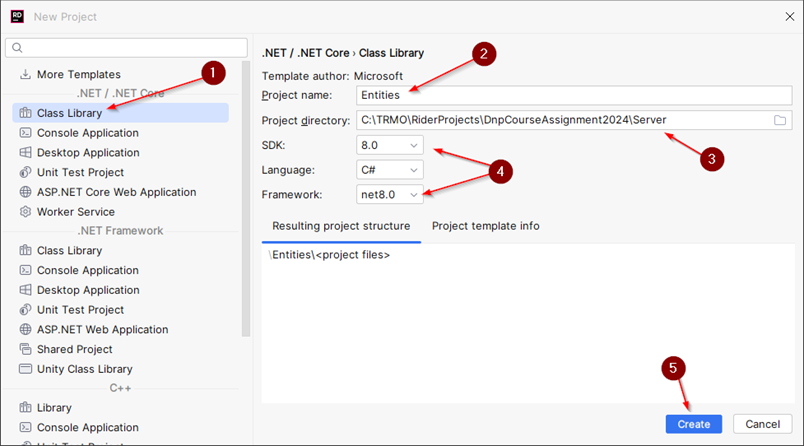 RD
New Project
More Templates
.NET / .NET Core
Class Library
Console Application
Desktop Application
Unit Test Project
ASP.NET Core Web Application
Worker Service
.NET Framework
Class Library
Console Application
Desktop Application
Unit Test Project
ASP.NET Web Application
Shared Project
Unity Class Library
C++
Library
Console Application
Unit Test Project
1
.NET / .NET Core › Class Library
Template author: Microsoft
2
Project name: Entities
Project directory: C:\TRMO\RiderProjects\DnpCourseAssignment2024\Server
3
SDK: 8.0
Language: C#
4
Framework: net8.0
Resulting project structure Project template info
\Entities\<project files>
5
Create Cancel